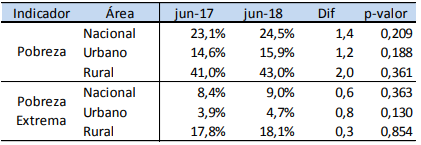 Indicador Área jun-17 jun-18 Dif p-valor
Pobreza Nacional 23,1% 24,5% 1,4 0,209
Urbano 14,6% 15,9% 1,2 0,188
Rural 41,0% 43,0% 2,0 0,361
Pobreza Extrema Nacional 8,4% 9,0% 0,6 0,363
Urbano 3,9% 4,7% 0,8 0,130
Rural 17,8% 18,1% 0,3 0,854